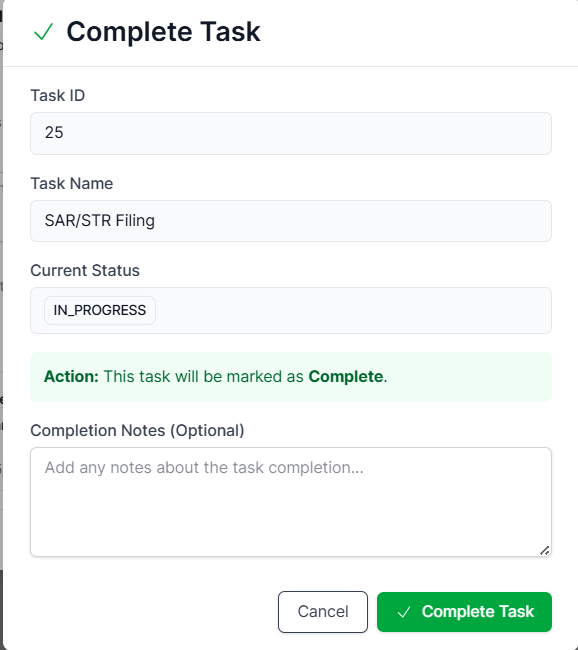 Complete Task
Task ID
25
Task Name
SAR/STR Filing
Current Status
IN_PROGRESS
Action: This task will be marked as Complete.
Completion Notes (Optional)
Add any notes about the task completion...
Cancel
Complete Task